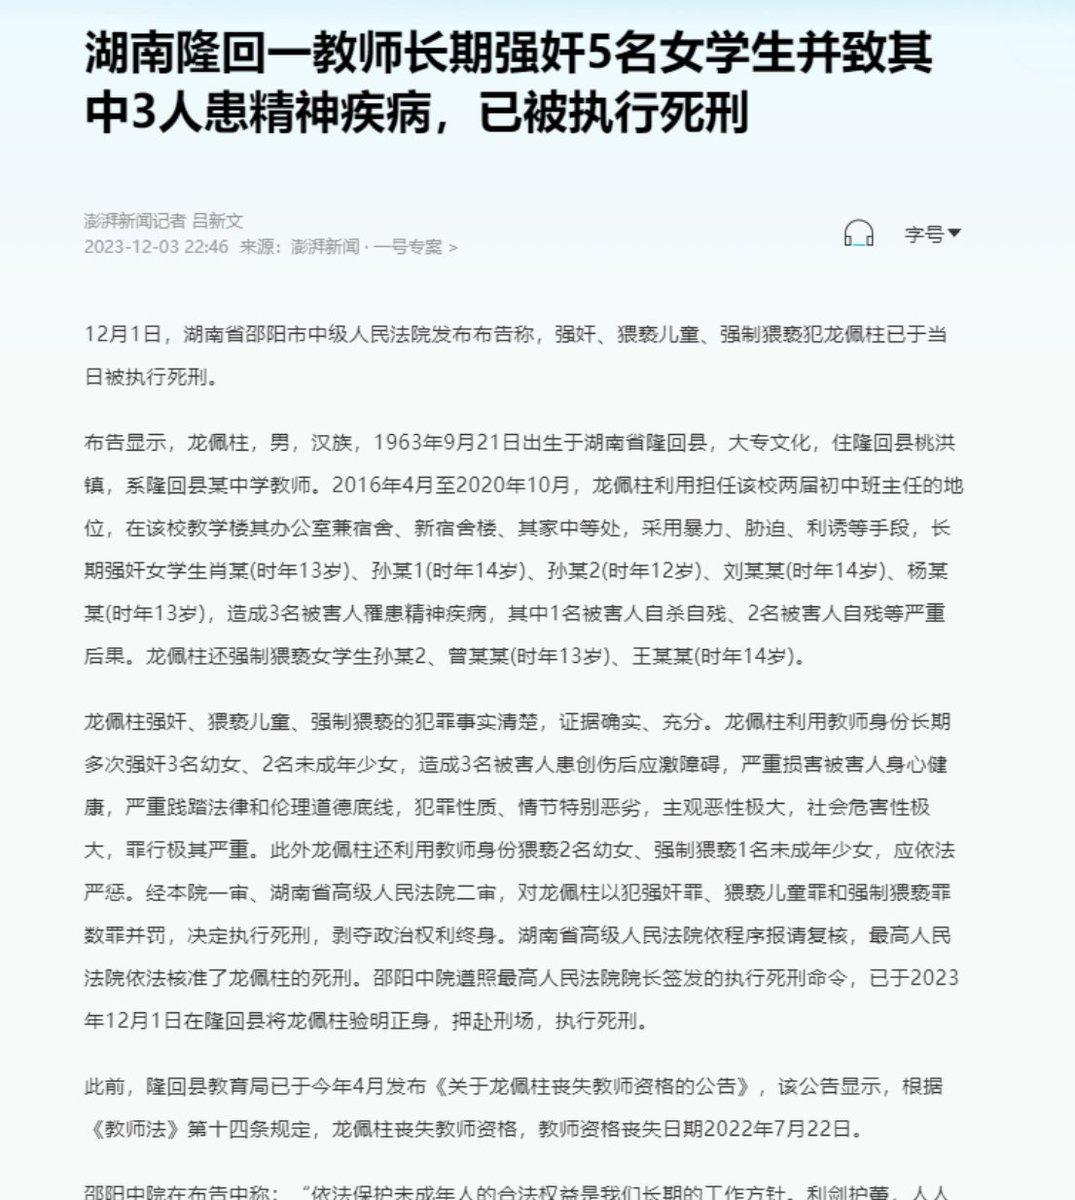 湖南隆回一教师长期强奸5名女学生并致其
中3人患精神疾病，已被执行死刑
澎湃新闻记者 吕新文
2023-12-03 22:46 来源：澎湃新闻 · 一号专案 >
字号
12月1日，湖南省邵阳市中级人民法院发布布告称，强奸、猥亵儿童、强制猥亵犯龙佩柱已于当
日被执行死刑。
布告显示，龙佩柱，男，汉族，1963年9月21日出生于湖南省隆回县，大专文化，住隆回县桃洪
镇，系隆回县某中学教师。2016年4月至2020年10月，龙佩柱利用担任该校两届初中班主任的地
位，在该校教学楼其办公室兼宿舍、新宿舍楼、其家中等处，采用暴力、胁迫、利诱等手段，长
期强奸女学生肖某(时年13岁)、孙某1(时年14岁)、孙某2(时年12岁)、刘某某(时年14岁)、杨某
某(时年13岁)，造成3名被害人罹患精神疾病，其中1名被害人自杀自残、2名被害人自残等严重
后果。龙佩柱还强制猥亵女学生孙某2、曾某某(时年13岁)、王某某(时年14岁)。
龙佩柱强奸、猥亵儿童、强制猥亵的犯罪事实清楚，证据确实、充分。龙佩柱利用教师身份长期
多次强奸3名幼女、2名未成年少女，造成3名被害人患创伤后应激障碍，严重损害被害人身心健
康，严重践踏法律和伦理道德底线，犯罪性质、情节特别恶劣，主观恶性极大，社会危害性极
大，罪行极其严重。此外龙佩柱还利用教师身份猥亵2名幼女、强制猥亵1名未成年少女，应依法
严惩。经本院一审、湖南省高级人民法院二审，对龙佩柱以犯强奸罪、猥亵儿童罪和强制猥亵罪
数罪并罚，决定执行死刑，剥夺政治权利终身。湖南省高级人民法院依程序报请复核，最高人民
法院依法核准了龙佩柱的死刑。邵阳中院遵照最高人民法院院长签发的执行死刑命令，已于2023
年12月1日在隆回县将龙佩柱验明正身，押赴刑场，执行死刑。
此前，隆回县教育局已于今年4月发布《关于龙佩柱丧失教师资格的公告》，该公告显示，根据
《教师法》第十四条规定，龙佩柱丧失教师资格，教师资格丧失日期2022年7月22日。
邵阳中院在布告中称：“依法保护未成年人的合法权益是我们长期的工作方针。利剑护蕾，人人